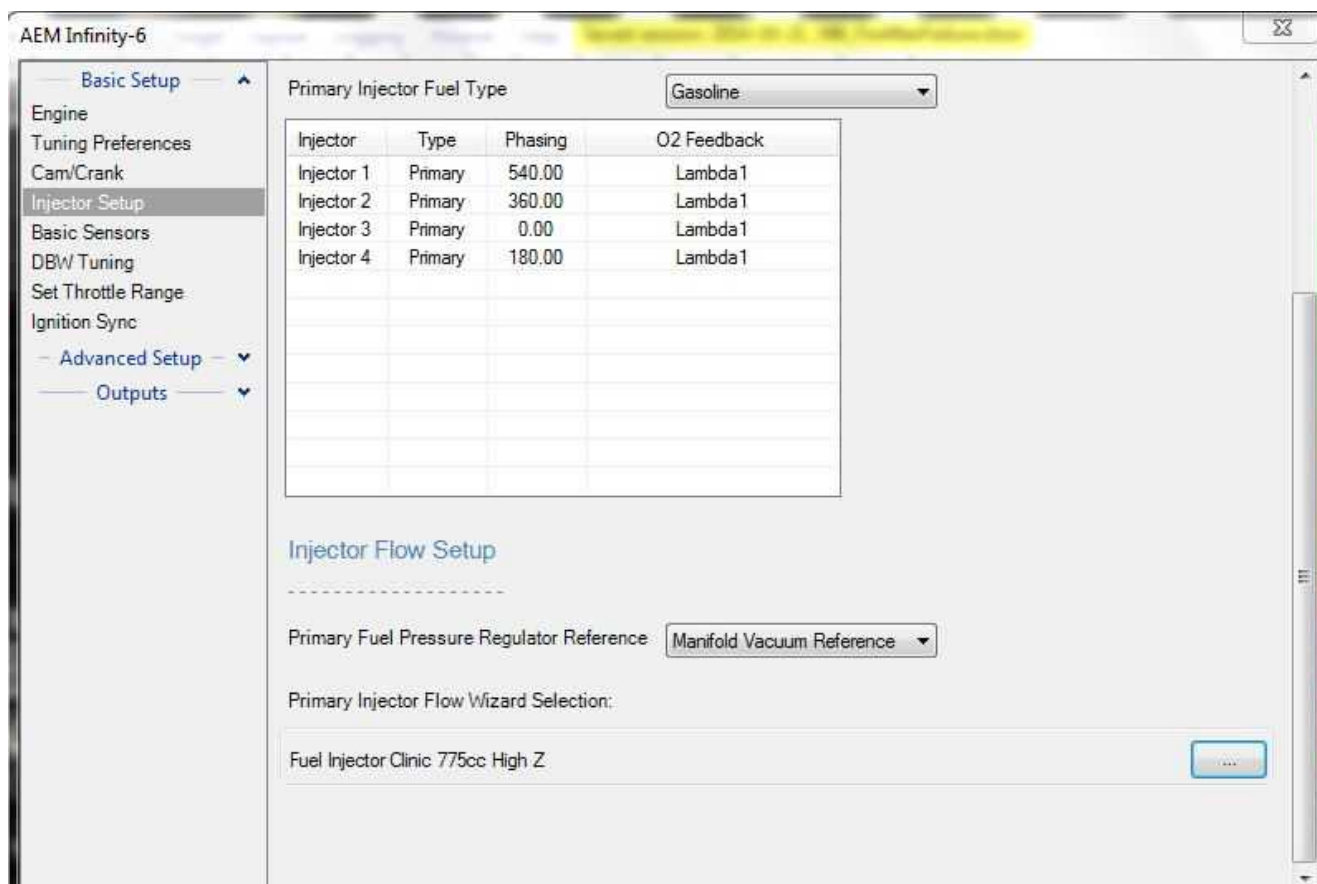 AEM Infinity-6
Basic Setup
Engine
Tuning Preferences
Cam/Crank
Injector Setup
Basic Sensors
DBW Tuning
Set Throttle Range
Ignition Sync
Advanced Setup
Outputs
Primary Injector Fuel Type Gasoline
Injector Type Phasing O2 Feedback
Injector 1 Primary 540.00 Lambda1
Injector 2 Primary 360.00 Lambda1
Injector 3 Primary 0.00 Lambda1
Injector 4 Primary 180.00 Lambda1
Injector Flow Setup
--------------------
Primary Fuel Pressure Regulator Reference Manifold Vacuum Reference
Primary Injector Flow Wizard Selection:
Fuel Injector Clinic 775cc High Z
...